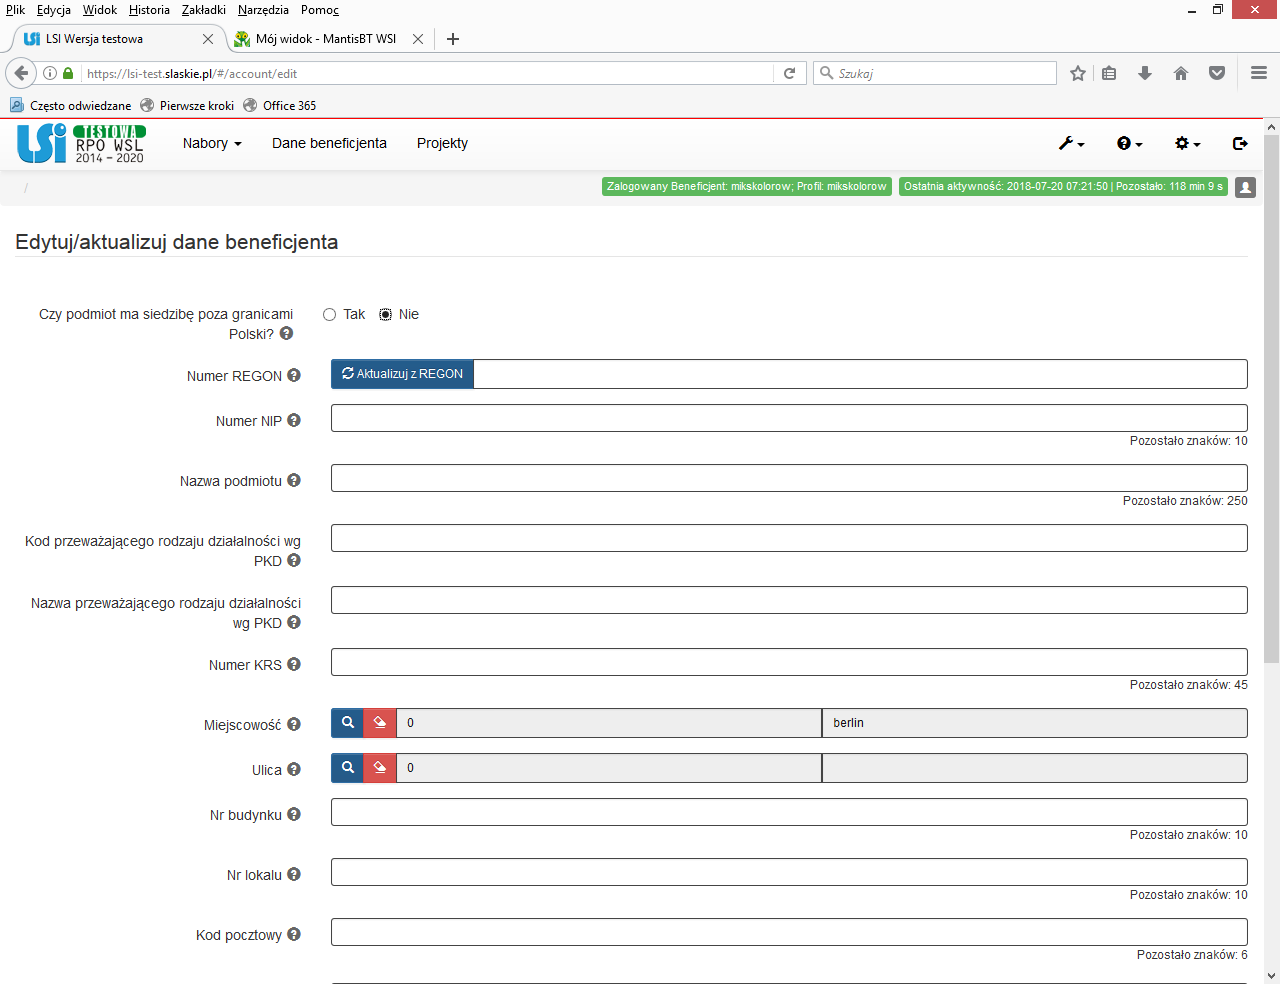 Plik Edycja Widok Historia Zakładki Narzędzia Pomoc
LSI Wersja testowa
Mój widok - MantisBT WSI
https://lsi-test.slaskie.pl/#/account/edit
Szukaj
Często odwiedzane Pierwsze kroki Office 365
LSi TESTOWA
RPO WSL
2014 – 2020
Nabory Dane beneficjenta Projekty
/
Zalogowany Beneficjent: mikskolorow; Profil: mikskolorow
Ostatnia aktywność: 2018-07-20 07:21:50 | Pozostało: 118 min 9 s
Edytuj/aktualizuj dane beneficjenta
Czy podmiot ma siedzibę poza granicami
Polski?
Tak Nie
Numer REGON
Aktualizuj z REGON
Numer NIP
Pozostało znaków: 10
Nazwa podmiotu
Pozostało znaków: 250
Kod przeważającego rodzaju działalności wg
PKD
Nazwa przeważającego rodzaju działalności
wg PKD
Numer KRS
Pozostało znaków: 45
Miejscowość 0 berlin
Ulica 0
Nr budynku
Pozostało znaków: 10
Nr lokalu
Pozostało znaków: 10
Kod pocztowy
Pozostało znaków: 6